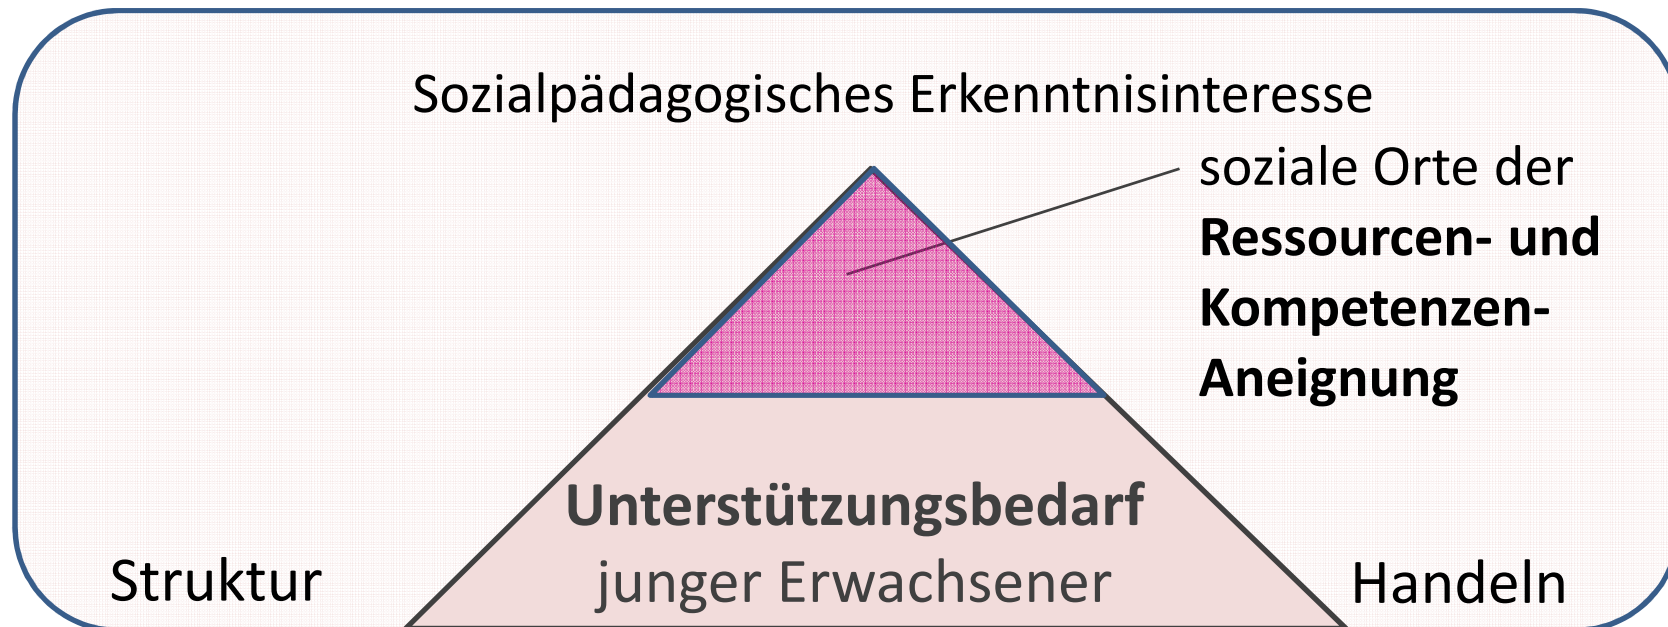 Sozialpädagogisches Erkenntnisinteresse
soziale Orte der
Ressourcen- und
Kompetenzen-
Aneignung
Unterstützungsbedarf
junger Erwachsener
Struktur
Handeln